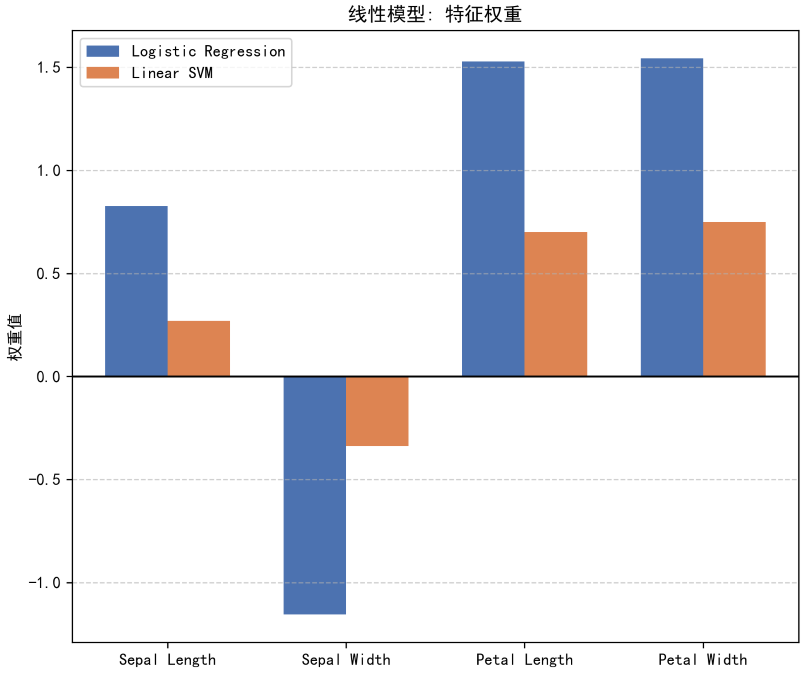 线性模型: 特征权重
Logistic Regression
Linear SVM
权重值
1.5
1.0
0.5
0.0
−0.5
−1.0
Sepal Length
Sepal Width
Petal Length
Petal Width